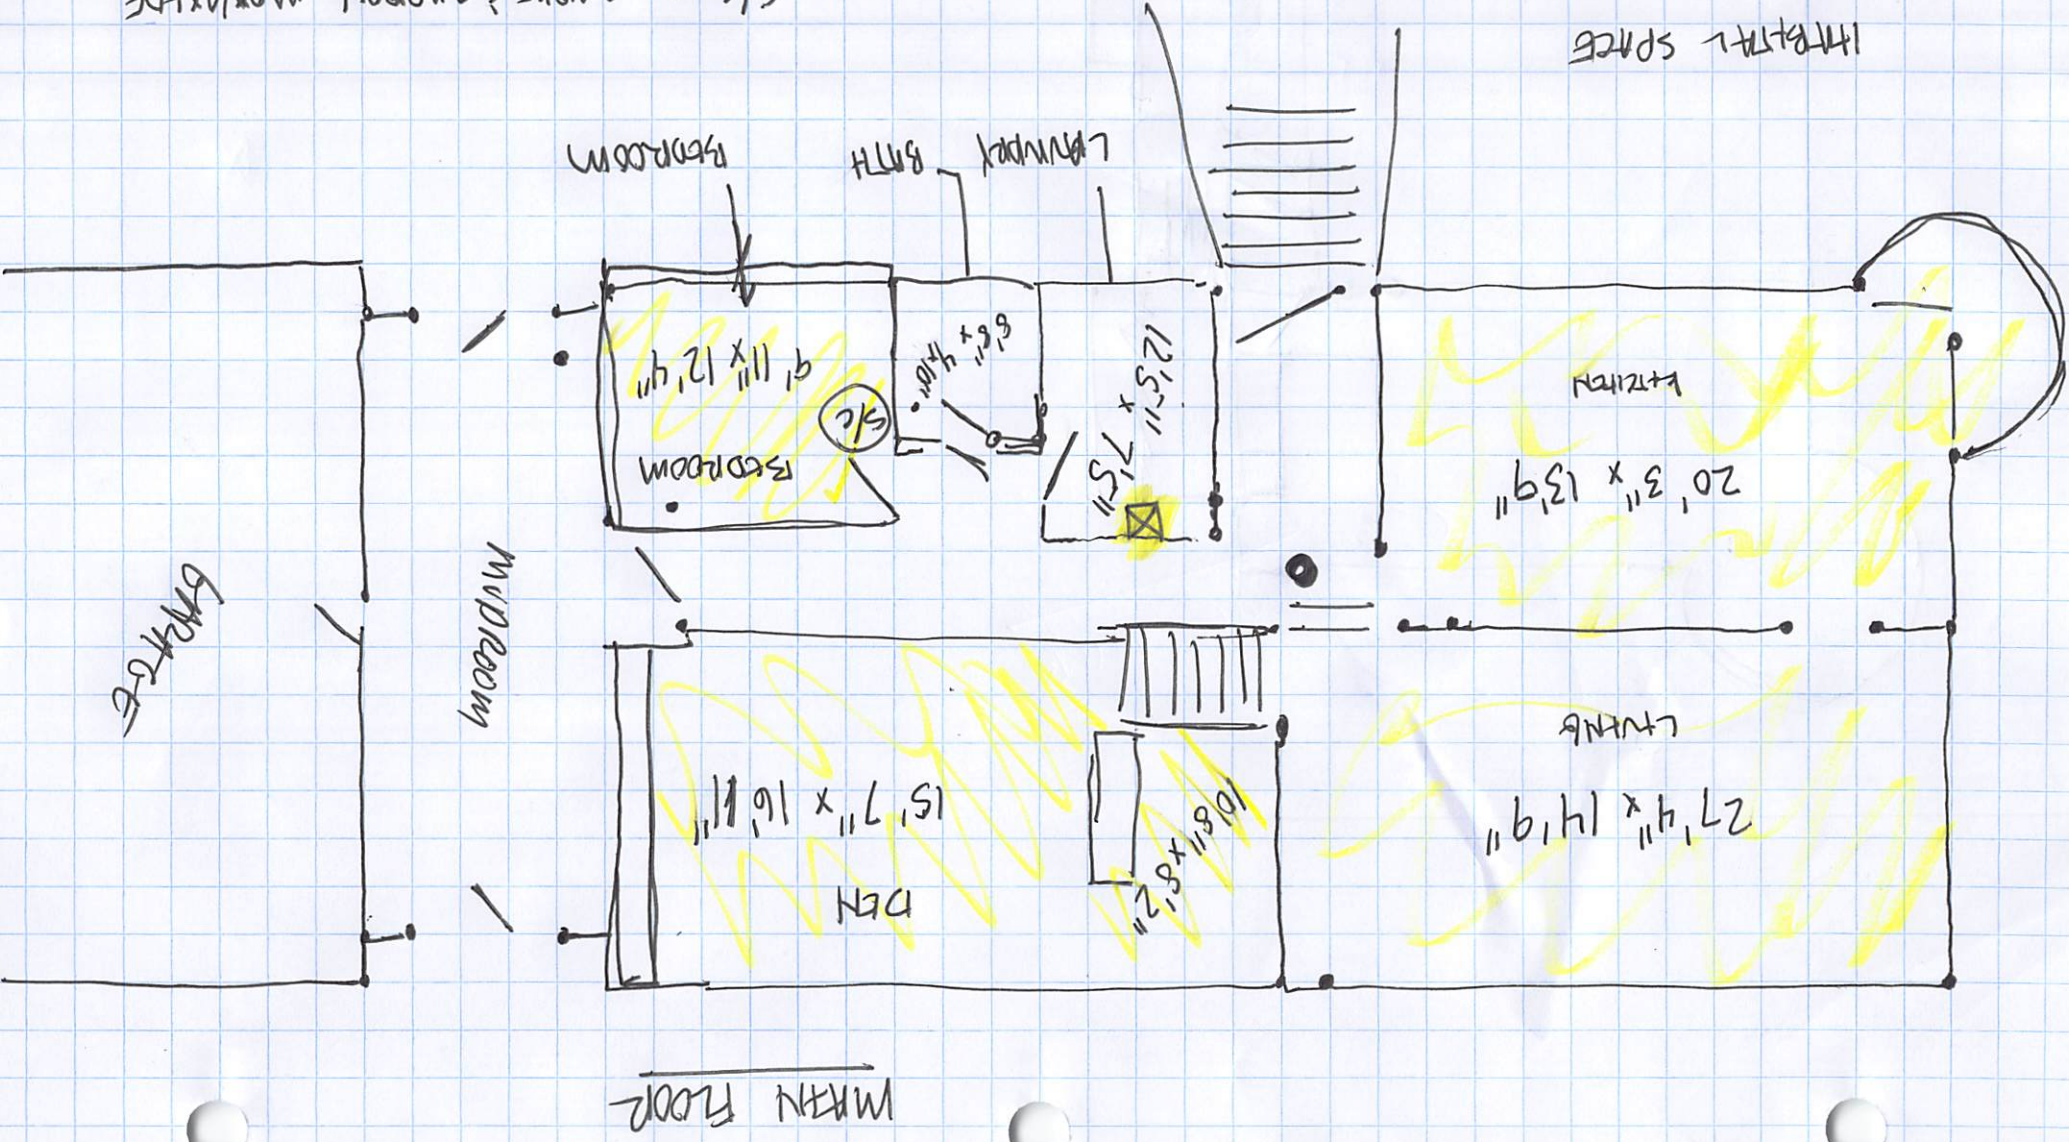 MAIN FLOOR
DEN
15' 7" x 16' 11"
10'8" x 8'2"
27'4" x 14'9"
LIVING
MUDROOM
GARAGE
BEDROOM
S/C
9' 11" x 12' 4"
7'5"
x
12'5"
6'8" x
4'10"
20' 3" x 13'9"
KITCHEN
LAUNDRY
BATH
BEDROOM
SPACE